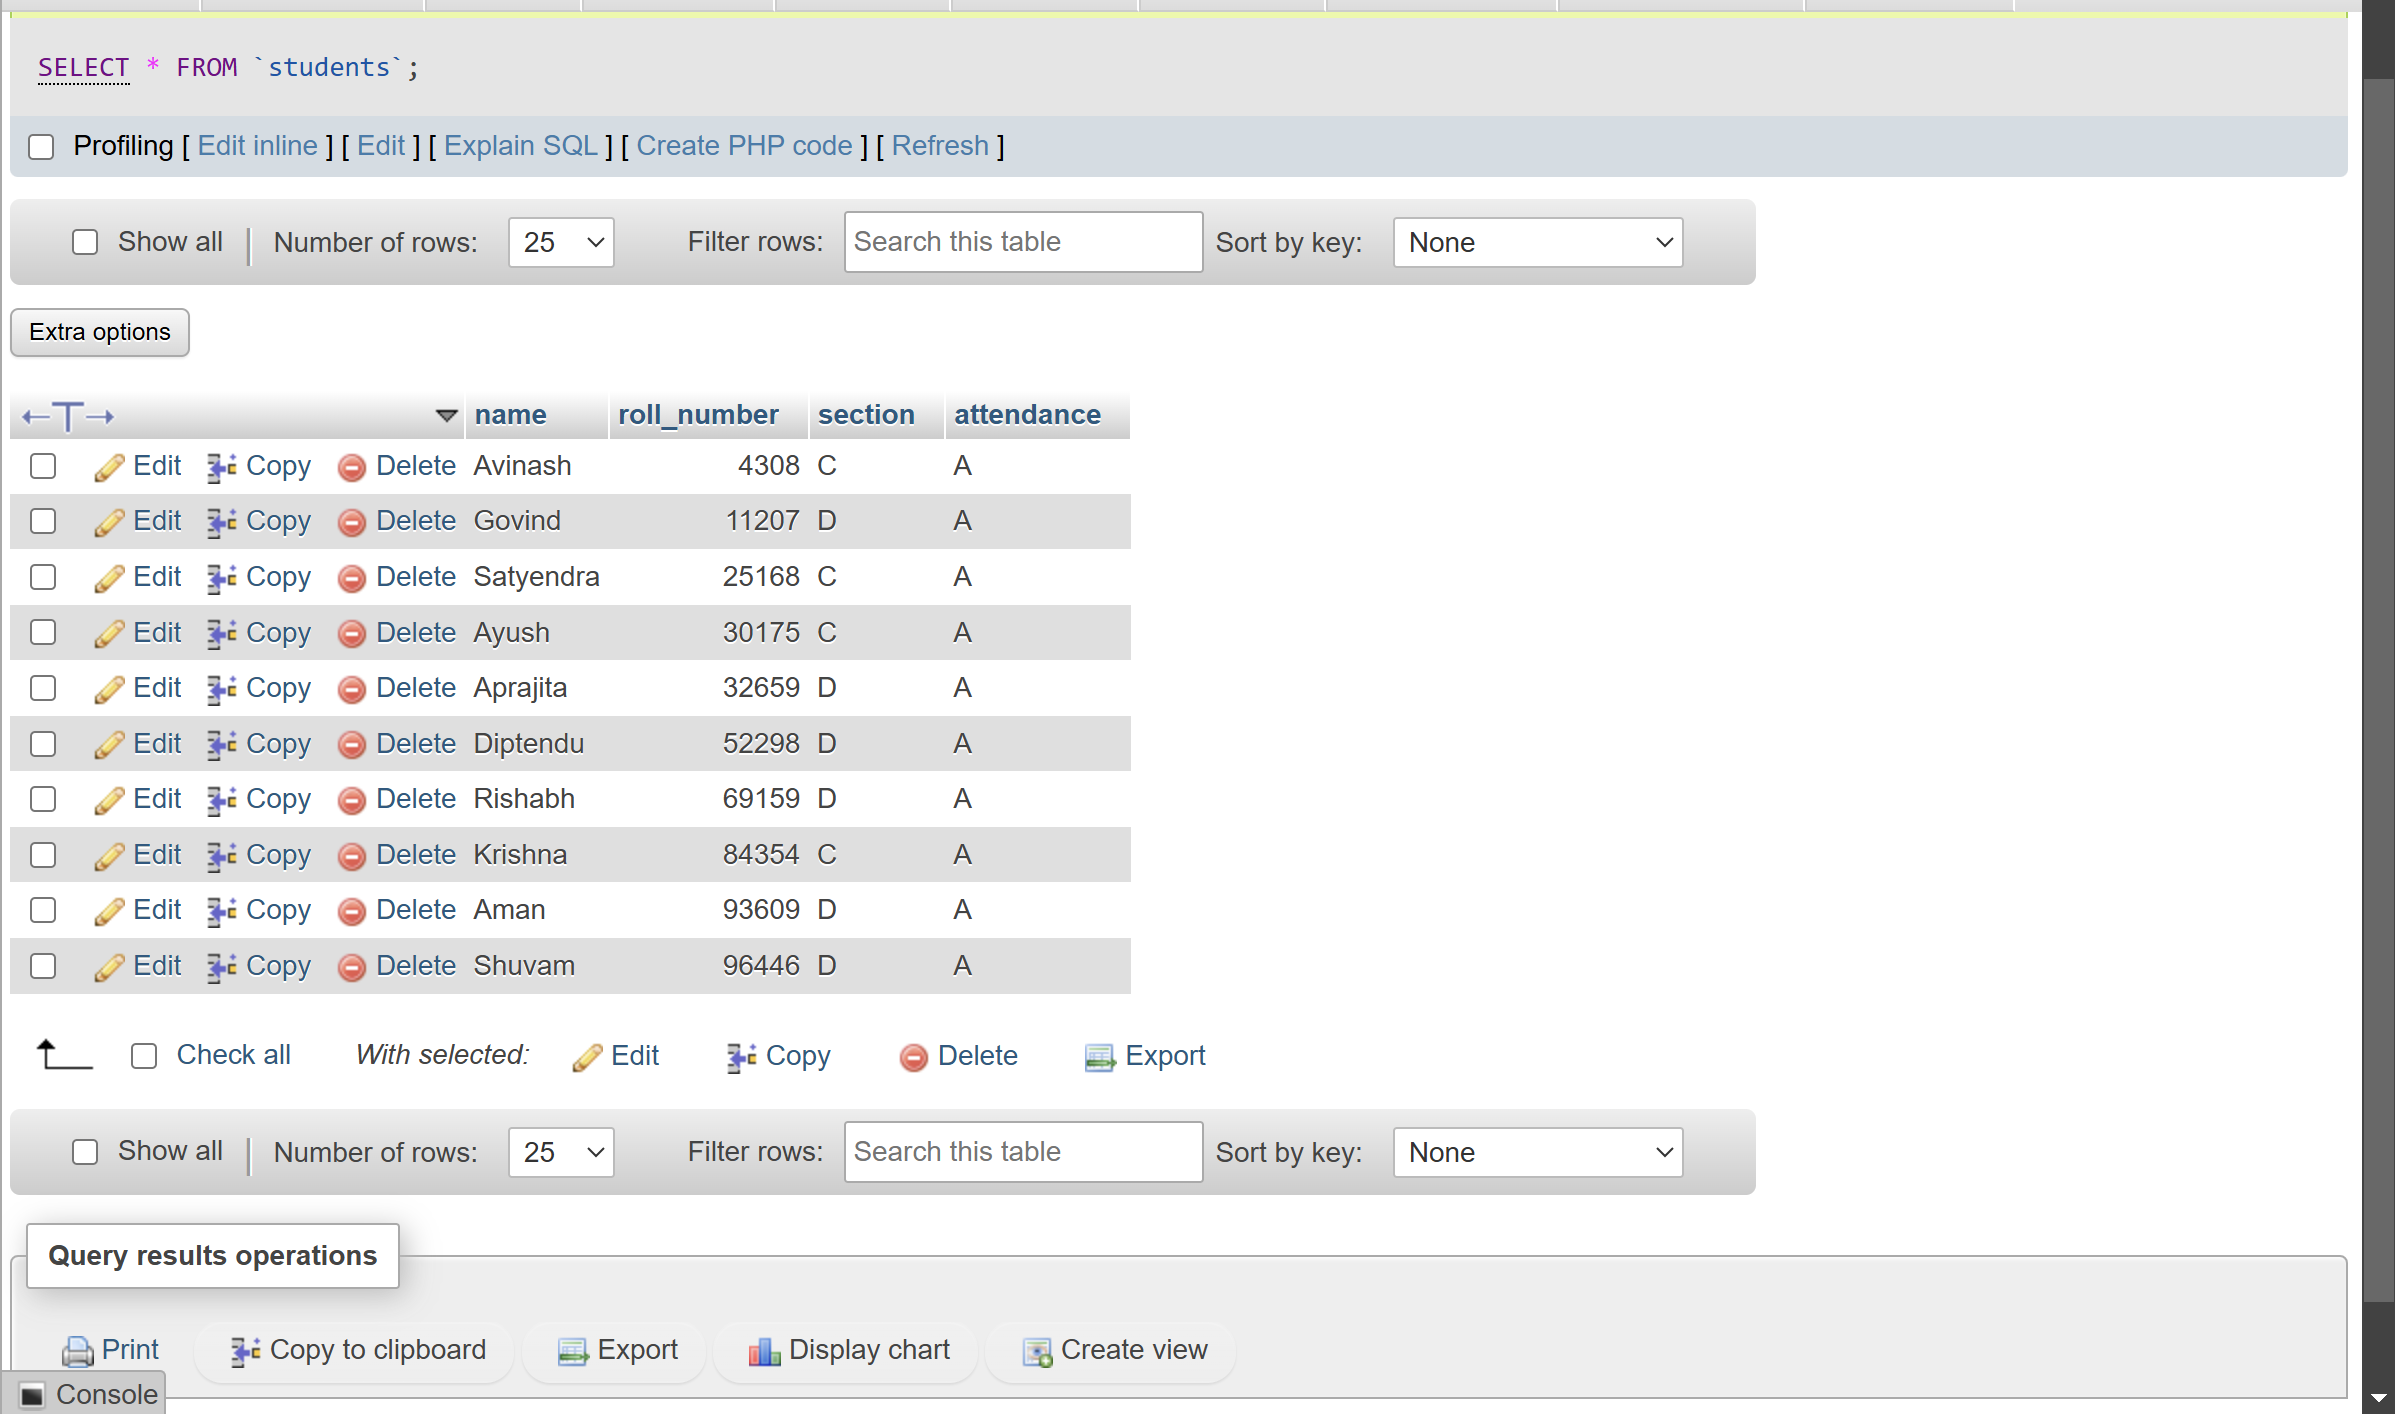 SELECT * FROM `students`;
Profiling [ Edit inline ] [ Edit ] [ Explain SQL ] [ Create PHP code ] [ Refresh ]
Show all Number of rows: 25 Filter rows: Search this table Sort by key: None
Extra options
name roll_number section attendance
Edit Copy Delete Avinash 4308 C A
Edit Copy Delete Govind 11207 D A
Edit Copy Delete Satyendra 25168 C A
Edit Copy Delete Ayush 30175 C A
Edit Copy Delete Aprajita 32659 D A
Edit Copy Delete Diptendu 52298 D A
Edit Copy Delete Rishabh 69159 D A
Edit Copy Delete Krishna 84354 C A
Edit Copy Delete Aman 93609 D A
Edit Copy Delete Shuvam 96446 D A
Check all With selected: Edit Copy Delete Export
Show all Number of rows: 25 Filter rows: Search this table Sort by key: None
Query results operations
Print Copy to clipboard Export Display chart Create view
Console